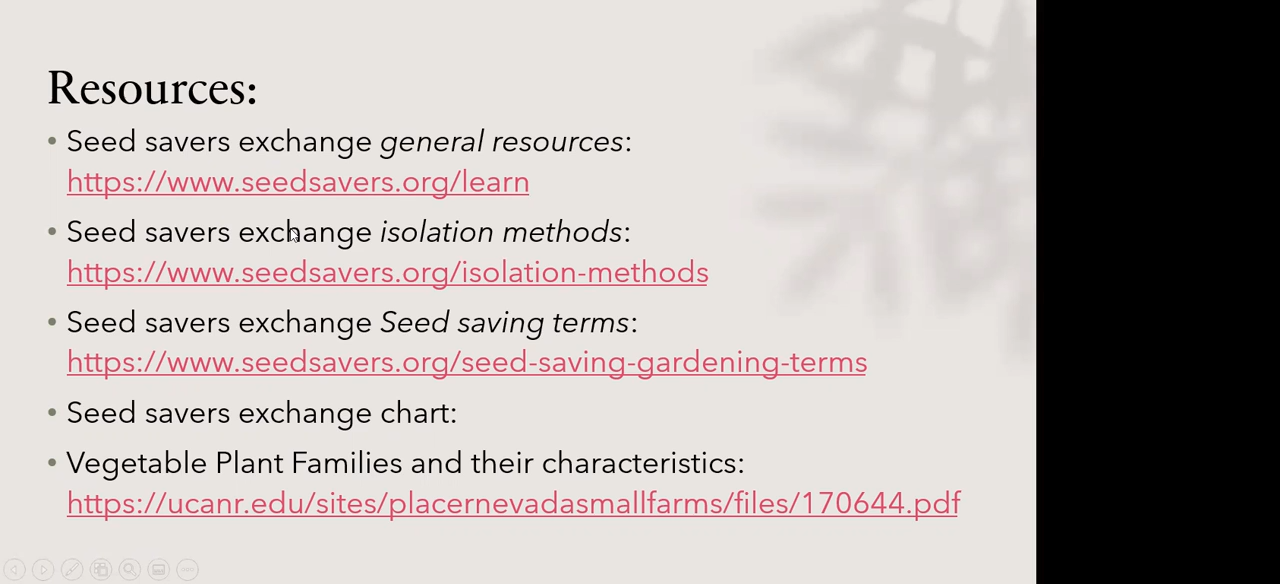 Resources:
• Seed savers exchange general resources:
https://www.seedsavers.org/learn
• Seed savers exchange isolation methods:
https://www.seedsavers.org/isolation-methods
• Seed savers exchange Seed saving terms:
https://www.seedsavers.org/seed-saving-gardening-terms
• Seed savers exchange chart:
• Vegetable Plant Families and their characteristics:
https://ucanr.edu/sites/placernevadasmallfarms/files/170644.pdf